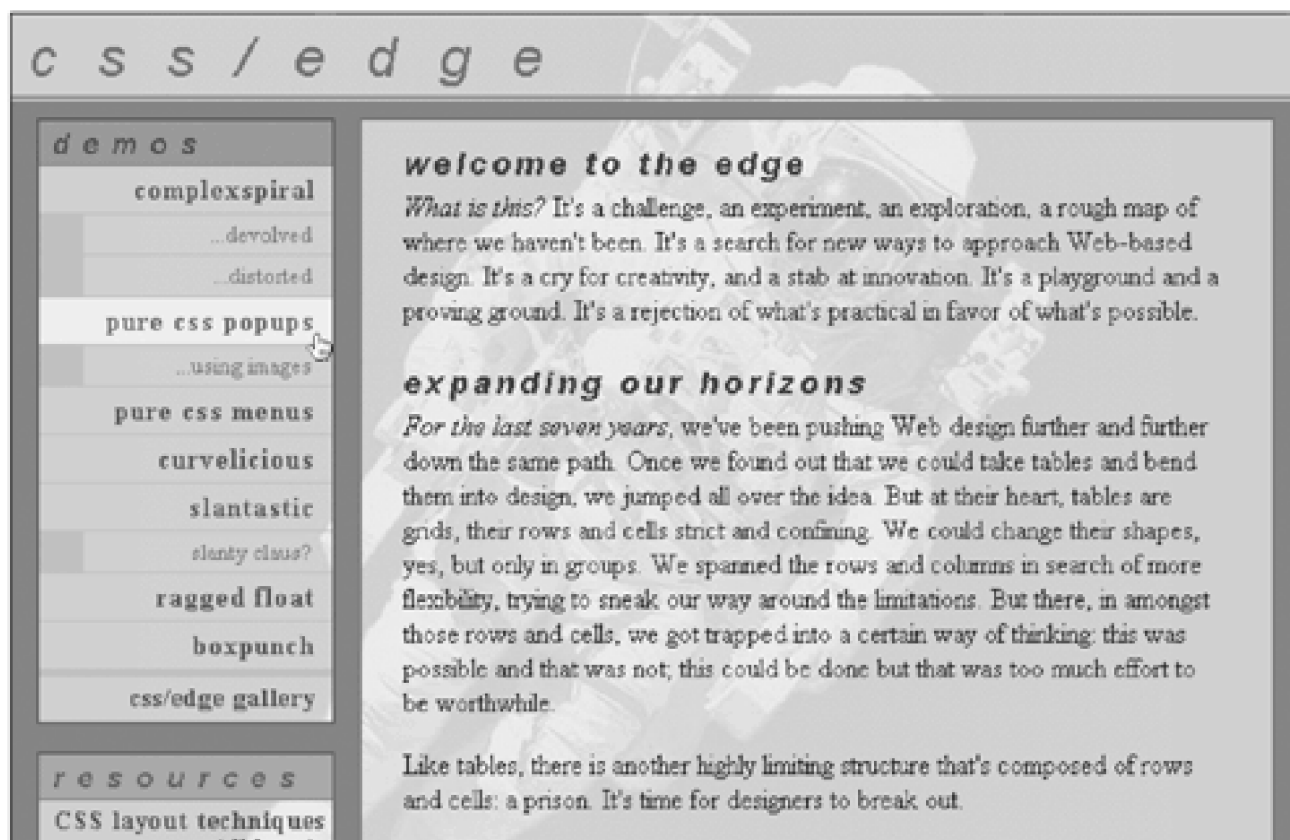 css/edge
demos
complexspiral
...devolved
...distorted
pure css popups
...using images
pure css menus
curvelicious
slantastic
slanty claus?
ragged float
boxpunch
css/edge gallery
resources
CSS layout techniques
welcome to the edge
What is this? It's a challenge, an experiment, an exploration, a rough map of
where we haven't been. It's a search for new ways to approach Web-based
design. It's a cry for creativity, and a stab at innovation. It's a playground and a
proving ground. It's a rejection of what's practical in favor of what's possible.
expanding our horizons
For the last seven years, we've been pushing Web design further and further
down the same path. Once we found out that we could take tables and bend
them into design, we jumped all over the idea. But at their heart, tables are
grids, their rows and cells strict and confining. We could change their shapes,
yes, but only in groups. We spanned the rows and columns in search of more
flexibility, trying to sneak our way around the limitations. But there, in amongst
those rows and cells, we got trapped into a certain way of thinking: this was
possible and that was not; this could be done but that was too much effort to
be worthwhile.
Like tables, there is another highly limiting structure that's composed of rows
and cells: a prison. It's time for designers to break out.